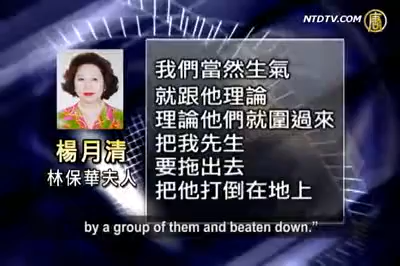 NTDTV.COM
我們當然生氣
就跟他理論
理論他們就圍過來
把我先生
要拖出去
把他打倒在地上
楊月清
林保華夫人
by a group of them and beaten down.”